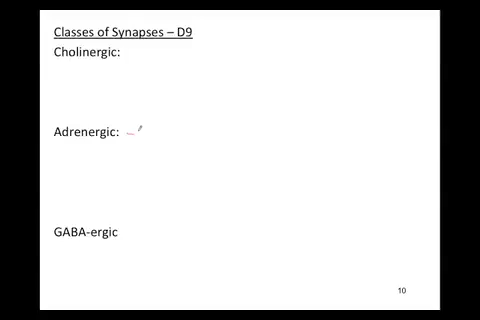 Classes of Synapses – D9
Cholinergic:
Adrenergic:
GABA-ergic
10